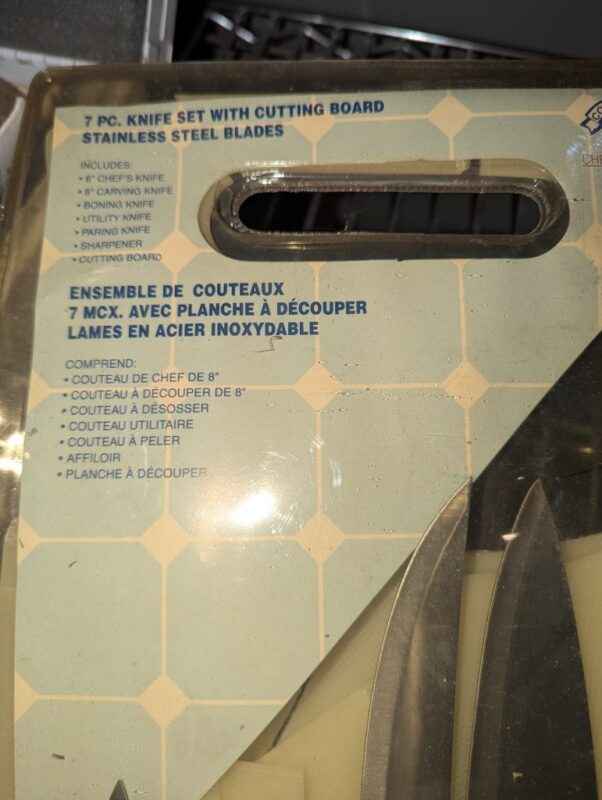 7 PC. KNIFE SET WITH CUTTING BOARD
STAINLESS STEEL BLADES
INCLUDES:
• 8" CHEF'S KNIFE
• 8" CARVING KNIFE
• BONING KNIFE
• UTILITY KNIFE
• PARING KNIFE
• SHARPENER
• CUTTING BOARD
ENSEMBLE DE COUTEAUX
7 MCX. AVEC PLANCHE À DÉCOUPER
LAMES EN ACIER INOXYDABLE
COMPREND:
• COUTEAU DE CHEF DE 8"
• COUTEAU À DÉCOUPER DE 8"
• COUTEAU À DÉSOSSER
• COUTEAU UTILITAIRE
• COUTEAU À PELER
• AFFILOIR
• PLANCHE À DÉCOUPER